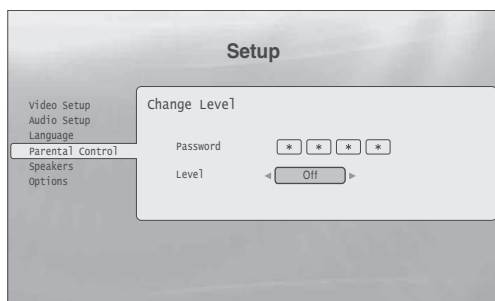 Setup
Video Setup
Audio Setup
Language
Parental Control
Speakers
Options
Change Level
Password * * * *
Level Off